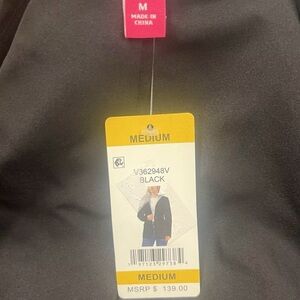 M
MADE IN
CHINA
MEDIUM
V362948V
BLACK
MEDIUM
MSRP $ 139.00